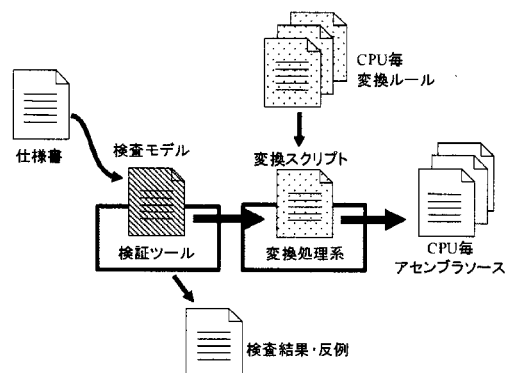 CPU毎
変換ルール
仕様書
検査モデル
変換スクリプト
検証ツール
変換処理系
CPU毎
アセンブラソース
検査結果・反例